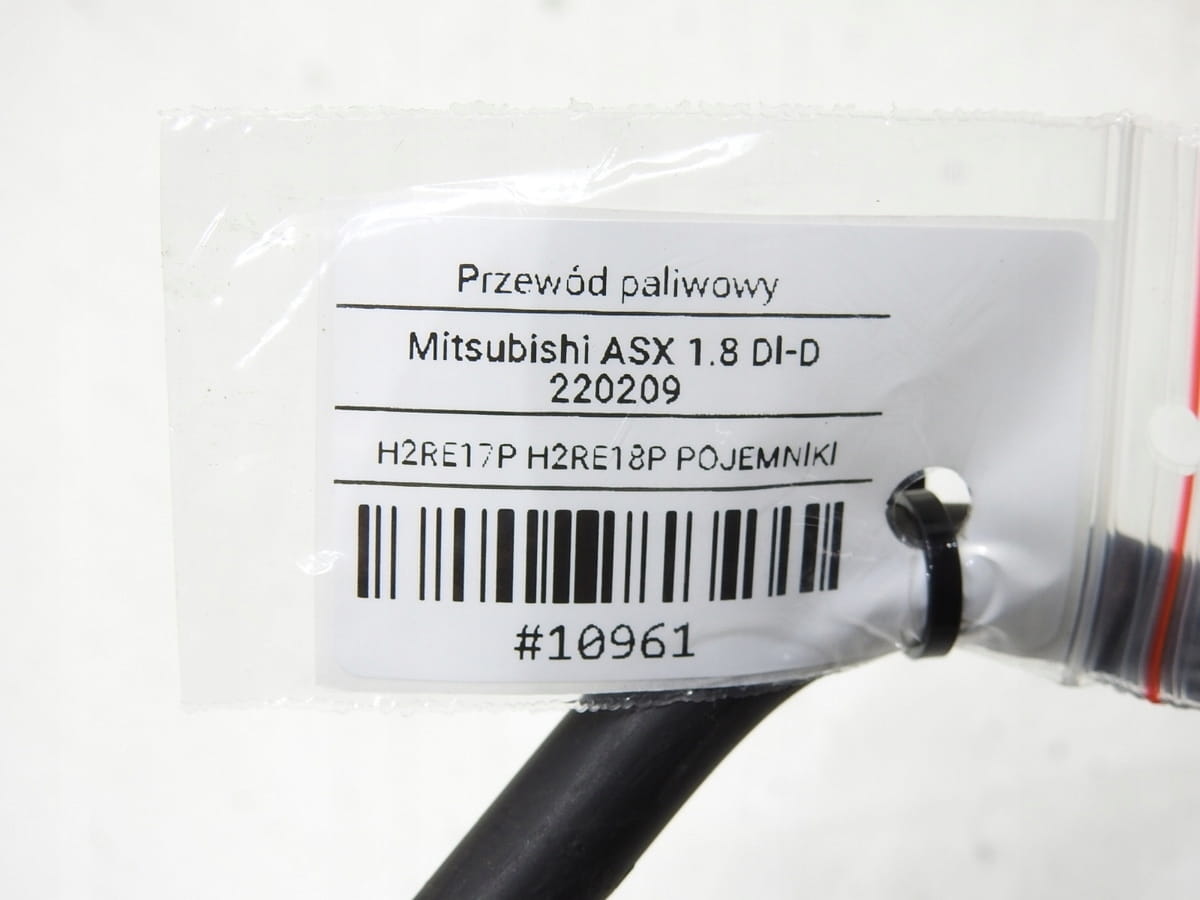 Przewód paliwowy
Mitsubishi ASX 1.8 DI-D
220209
H2RE17P H2RE18P POJEMNIKI
#10961